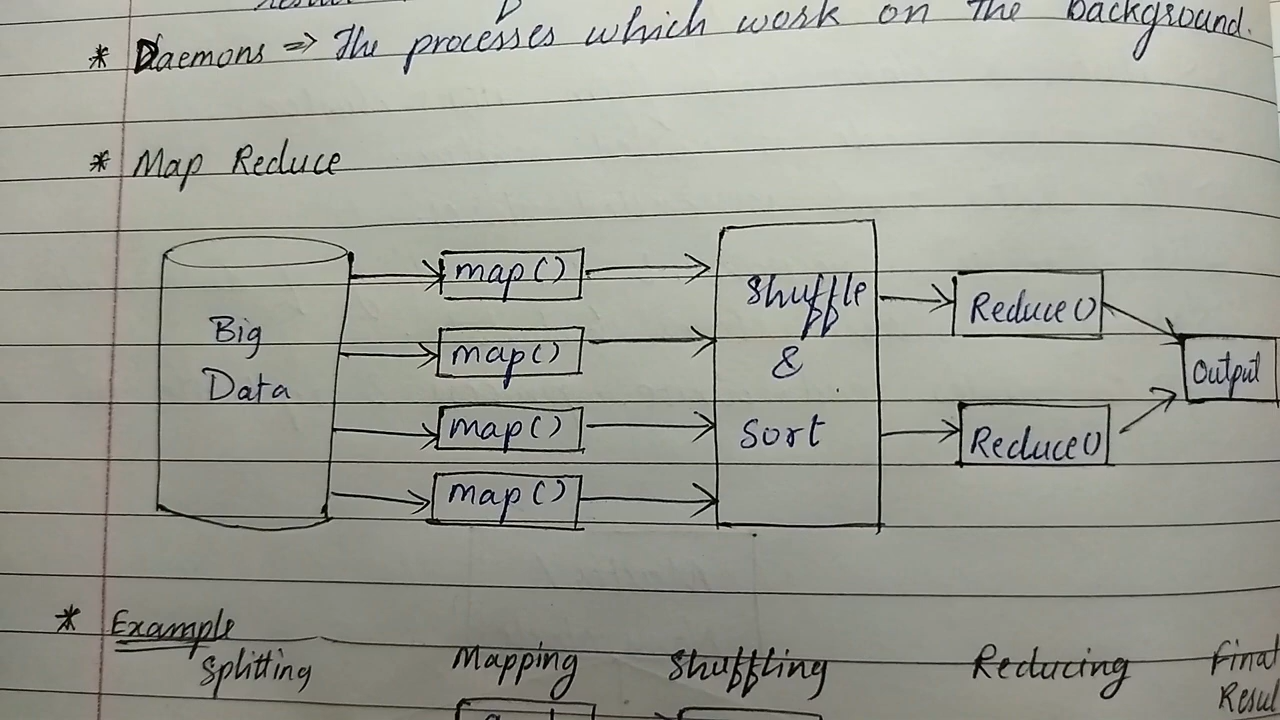 * Daemons => The processes which work on the background.
* Map Reduce
Big
Data
map()
map()
map()
map()
Shuffle
&
Sort
Reduce()
Reduce()
Output
* Example
Splitting Mapping Shuffling Reducing Final
Resul